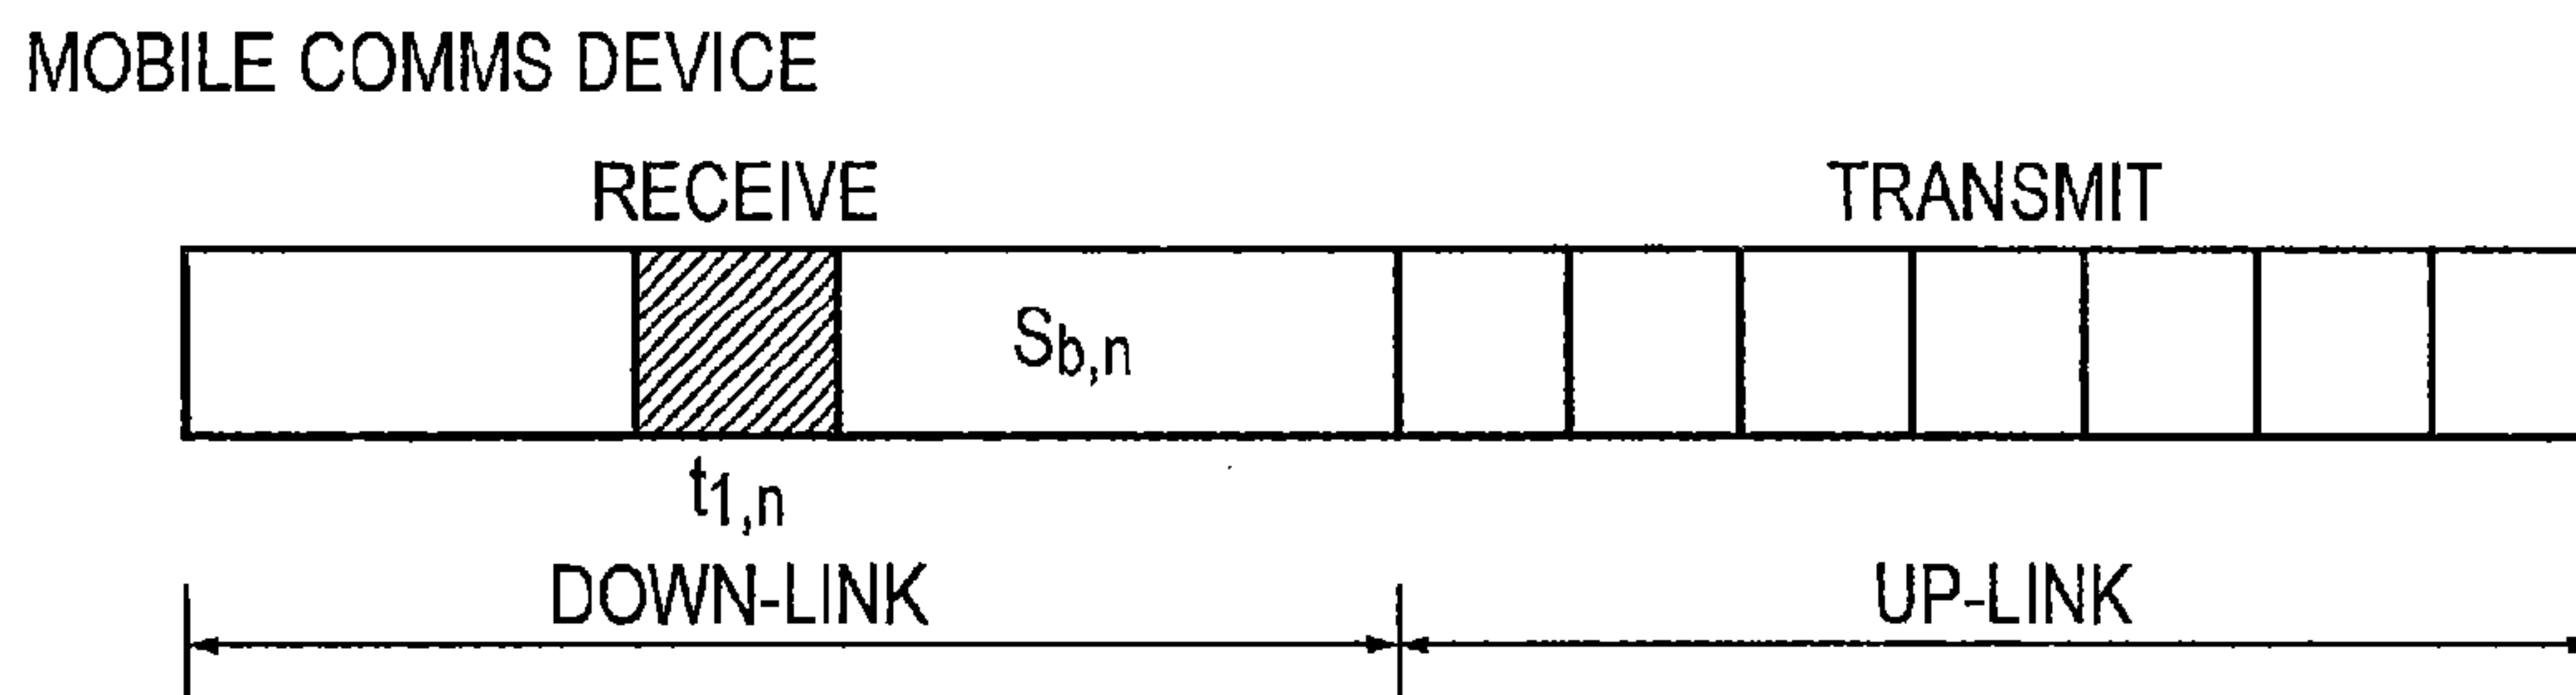 MOBILE COMMS DEVICE
RECEIVE TRANSMIT
Sb,n
t1,n
DOWN-LINK UP-LINK